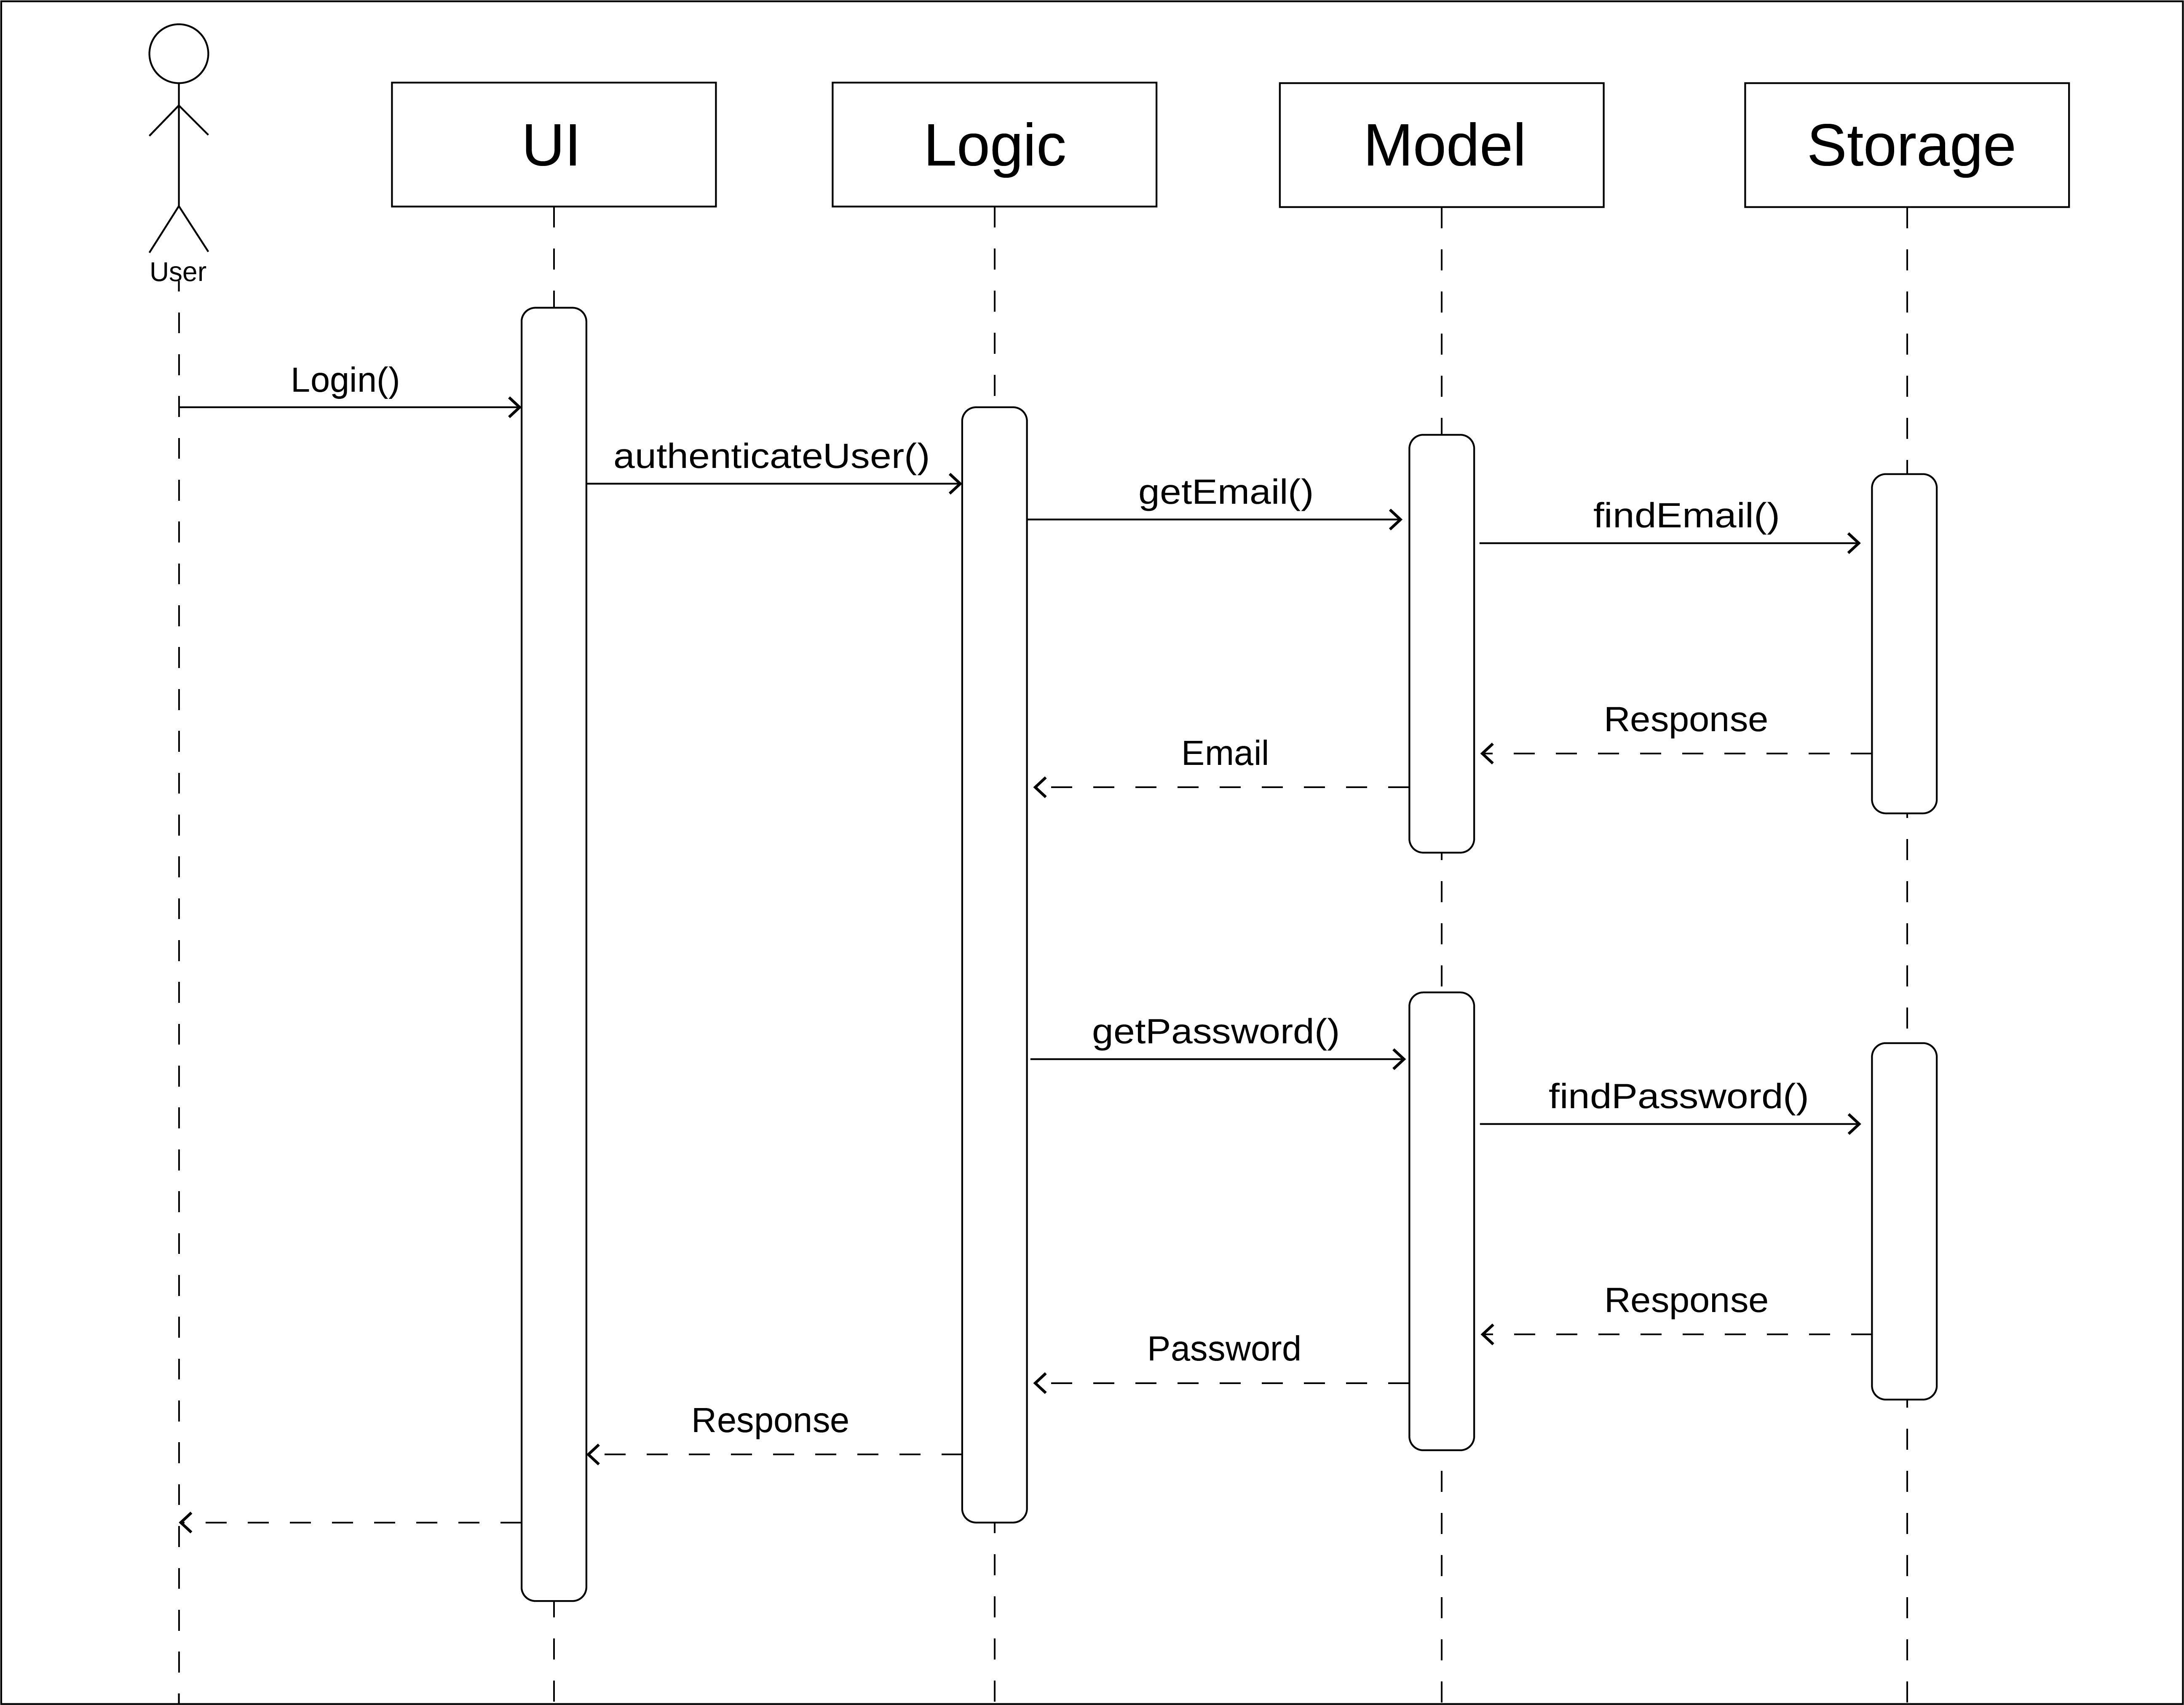 UI
Logic
Model
Storage
User
Login()
authenticateUser()
getEmail()
findEmail()
Response
Email
getPassword()
findPassword()
Response
Password
Response